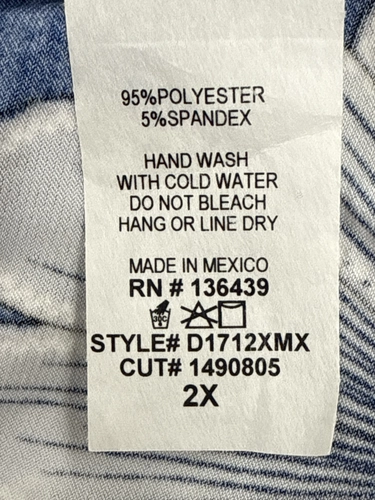 95%POLYESTER
5%SPANDEX
HAND WASH
WITH COLD WATER
DO NOT BLEACH
HANG OR LINE DRY
MADE IN MEXICO
RN # 136439
30C
STYLE# D1712XMX
CUT# 1490805
2X